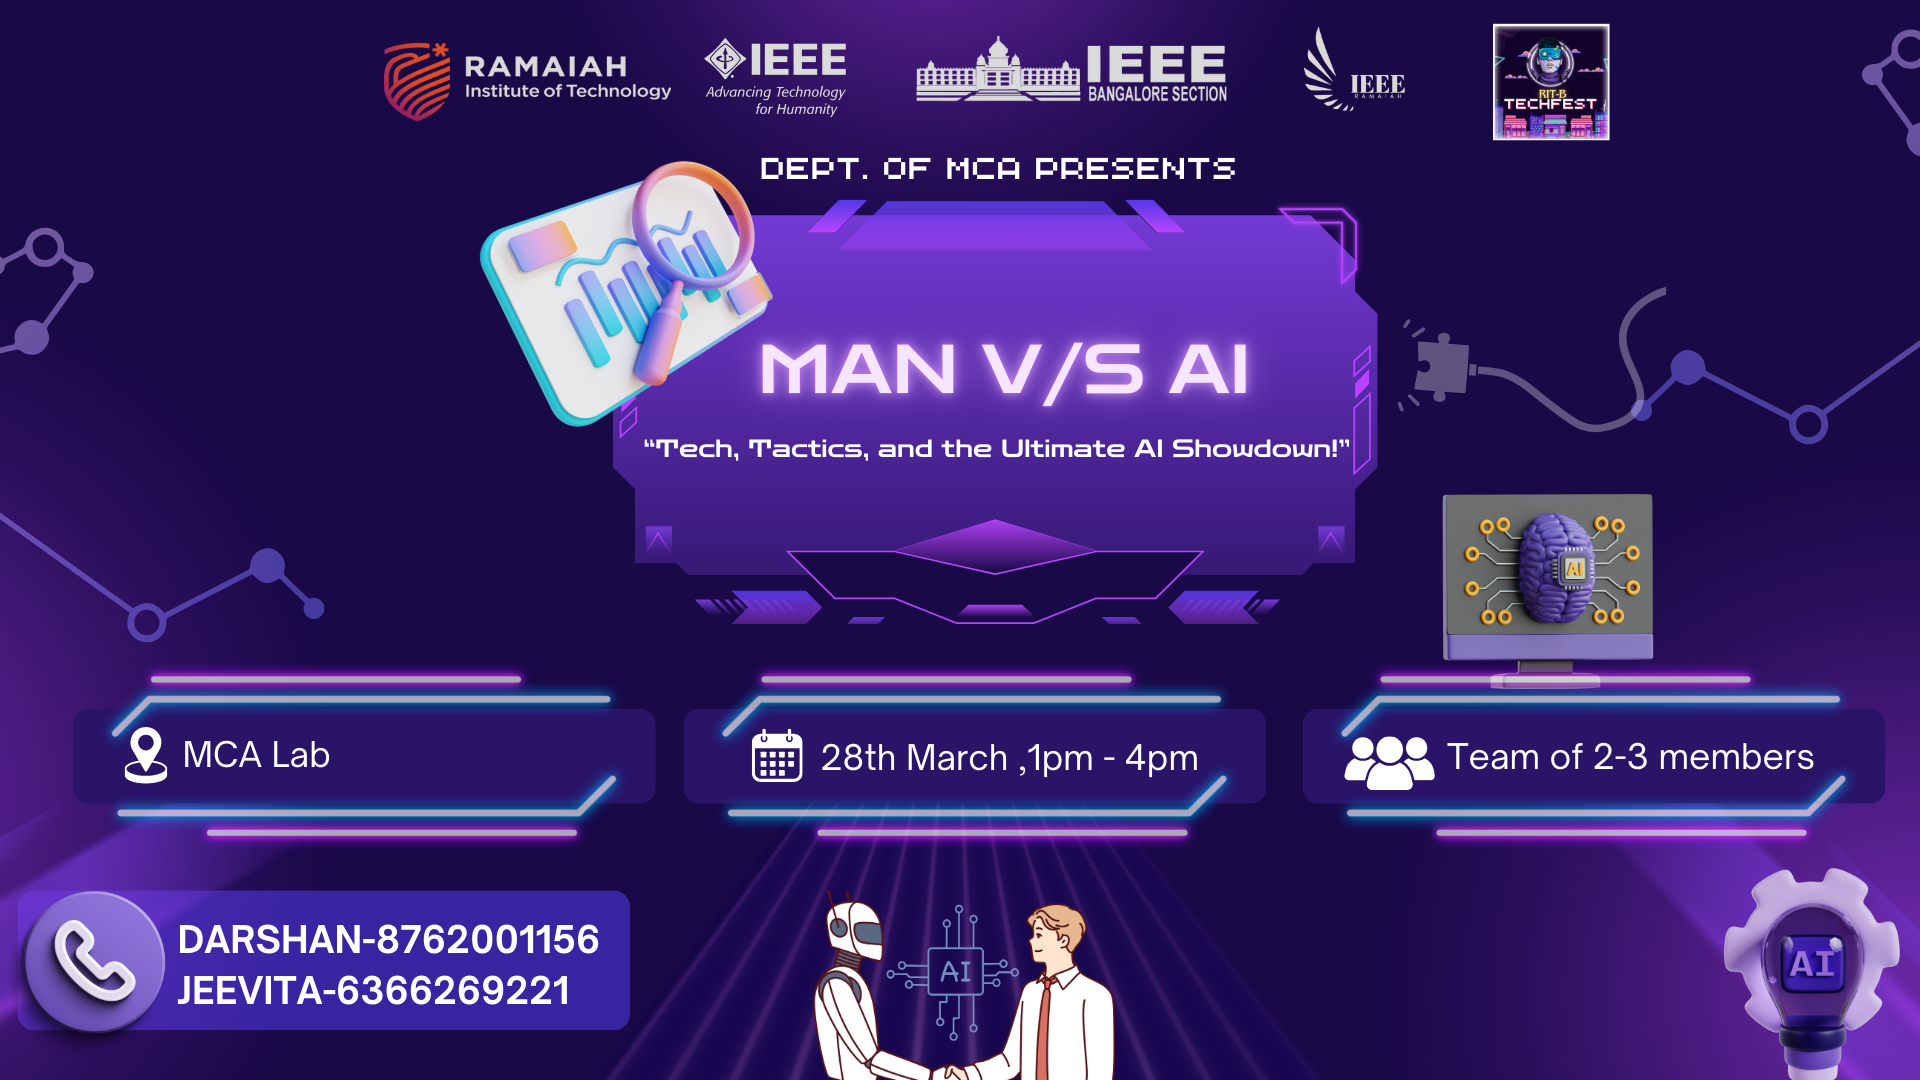 RAMAIAH
Institute of Technology
IEEE
Advancing Technology
for Humanity
IEEE
BANGALORE SECTION
IEEE
RAMAIAH
RIT-B
TECHFEST
DEPT. OF MCA PRESENTS
MAN V/S AI
“Tech, Tactics, and the Ultimate AI Showdown!”
AI
MCA Lab
28th March ,1pm - 4pm
Team of 2-3 members
DARSHAN-8762001156
JEEVITA-6366269221
AI
AI